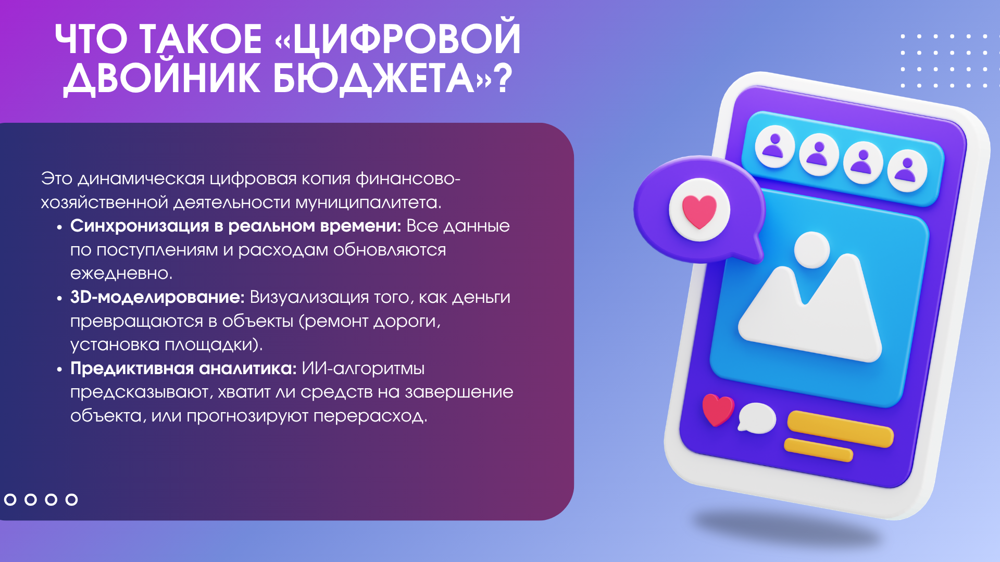 ЧТО ТАКОЕ «ЦИФРОВОЙ
ДВОЙНИК БЮДЖЕТА»?
Это динамическая цифровая копия финансово-
хозяйственной деятельности муниципалитета.
• Синхронизация в реальном времени: Все данные
по поступлениям и расходам обновляются
ежедневно.
• 3D-моделирование: Визуализация того, как деньги
превращаются в объекты (ремонт дороги,
установка площадки).
• Предиктивная аналитика: ИИ-алгоритмы
предсказывают, хватит ли средств на завершение
объекта, или прогнозируют перерасход.